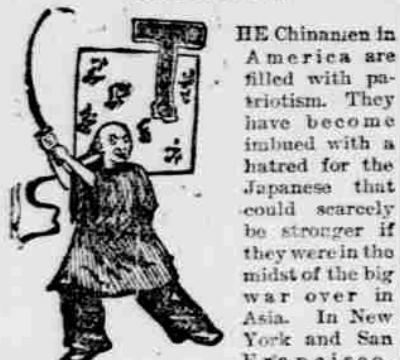 THE Chinamen in
America are
filled with pa-
triotism. They
have become
imbued with a
hatred for the
Japanese that
could scarcely
be stronger if
they were in the
midst of the big
war over in
Asia. In New
York and San